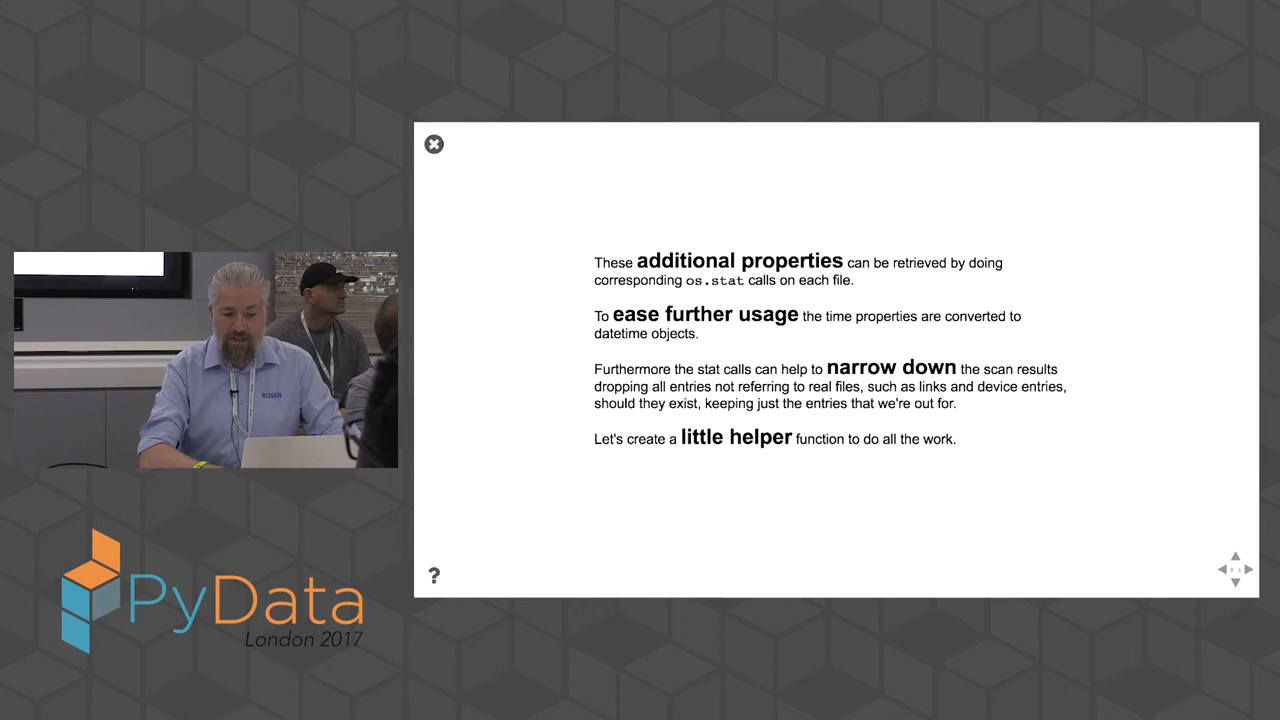 These additional properties can be retrieved by doing
corresponding os.stat calls on each file.
To ease further usage the time properties are converted to
datetime objects.
Furthermore the stat calls can help to narrow down the scan results
dropping all entries not referring to real files, such as links and device entries,
should they exist, keeping just the entries that we're out for.
Let's create a little helper function to do all the work.
?
ROSEN
PyData
London 2017